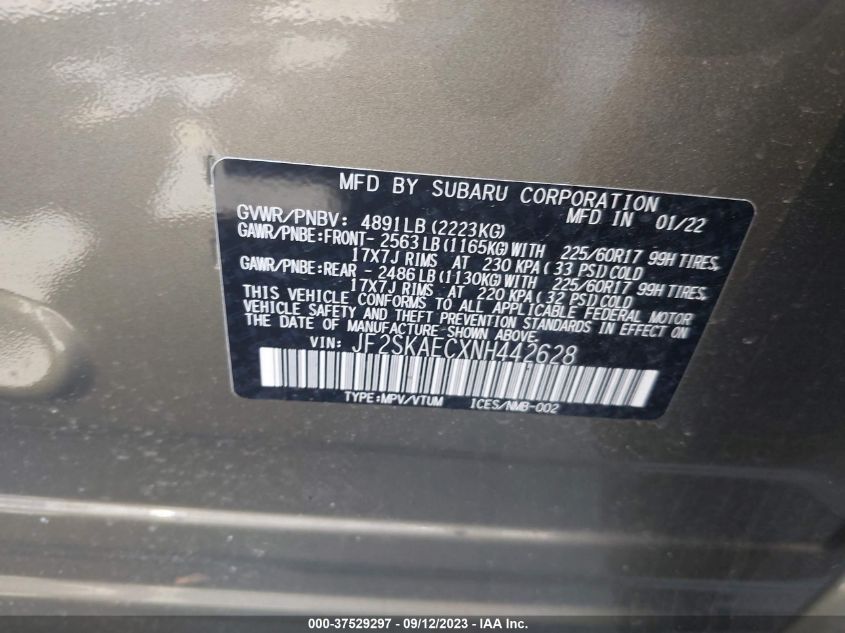 MFD BY SUBARU CORPORATION
GVWR/PNBV: 4891LB(2223KG) MFD IN 01/22
GAWR/PNBE:FRONT- 2563LB(1165KG)WITH 225/60R17 99H TIRES,
17X7J RIMS AT 230 KPA( 33 PSI)COLD
GAWR/PNBE:REAR - 2486LB(1130KG)WITH 225/60R17 99H TIRES,
17X7J RIMS AT 220 KPA( 32 PSI)COLD
THIS VEHICLE CONFORMS TO ALL APPLICABLE FEDERAL MOTOR
VEHICLE SAFETY AND THEFT PREVENTION STANDARDS IN EFFECT ON
THE DATE OF MANUFACTURE SHOWN ABOVE.
VIN: JF2SKAECXNH442628
TYPE:MPV/VTUM ICES/NMB-002
000-37529297 - 09/12/2023 - IAA Inc.